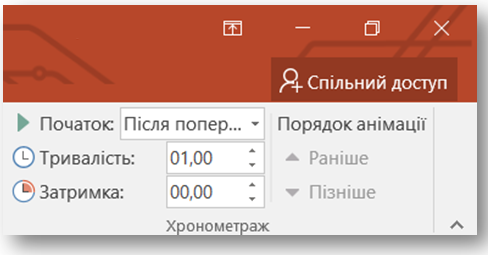 Спільний доступ
Початок: Після попер... Порядок анімації
Тривалість: 01,00 Раніше
Затримка: 00,00 Пізніше
Хронометраж